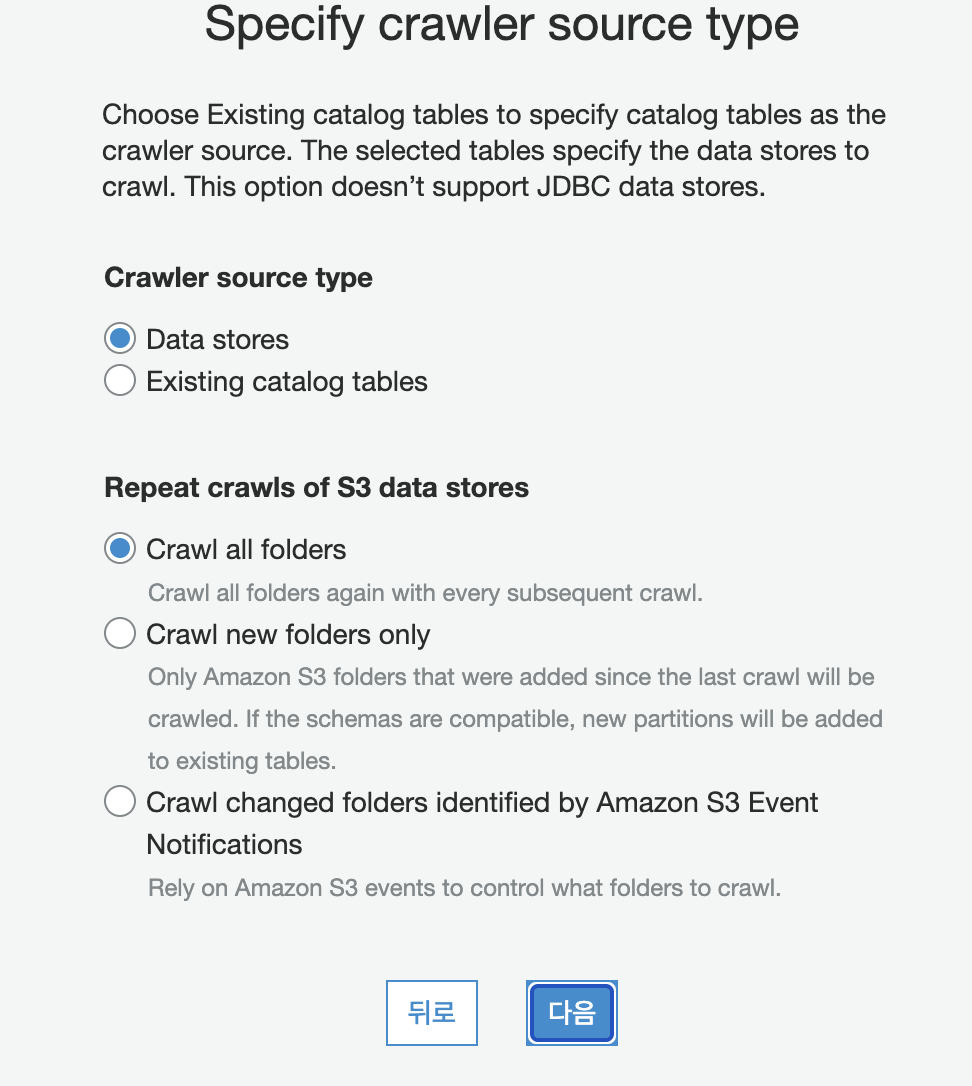 Specify crawler source type
Choose Existing catalog tables to specify catalog tables as the
crawler source. The selected tables specify the data stores to
crawl. This option doesn’t support JDBC data stores.
Crawler source type
Data stores
Existing catalog tables
Repeat crawls of S3 data stores
Crawl all folders
Crawl all folders again with every subsequent crawl.
Crawl new folders only
Only Amazon S3 folders that were added since the last crawl will be
crawled. If the schemas are compatible, new partitions will be added
to existing tables.
Crawl changed folders identified by Amazon S3 Event
Notifications
Rely on Amazon S3 events to control what folders to crawl.
뒤로 다음